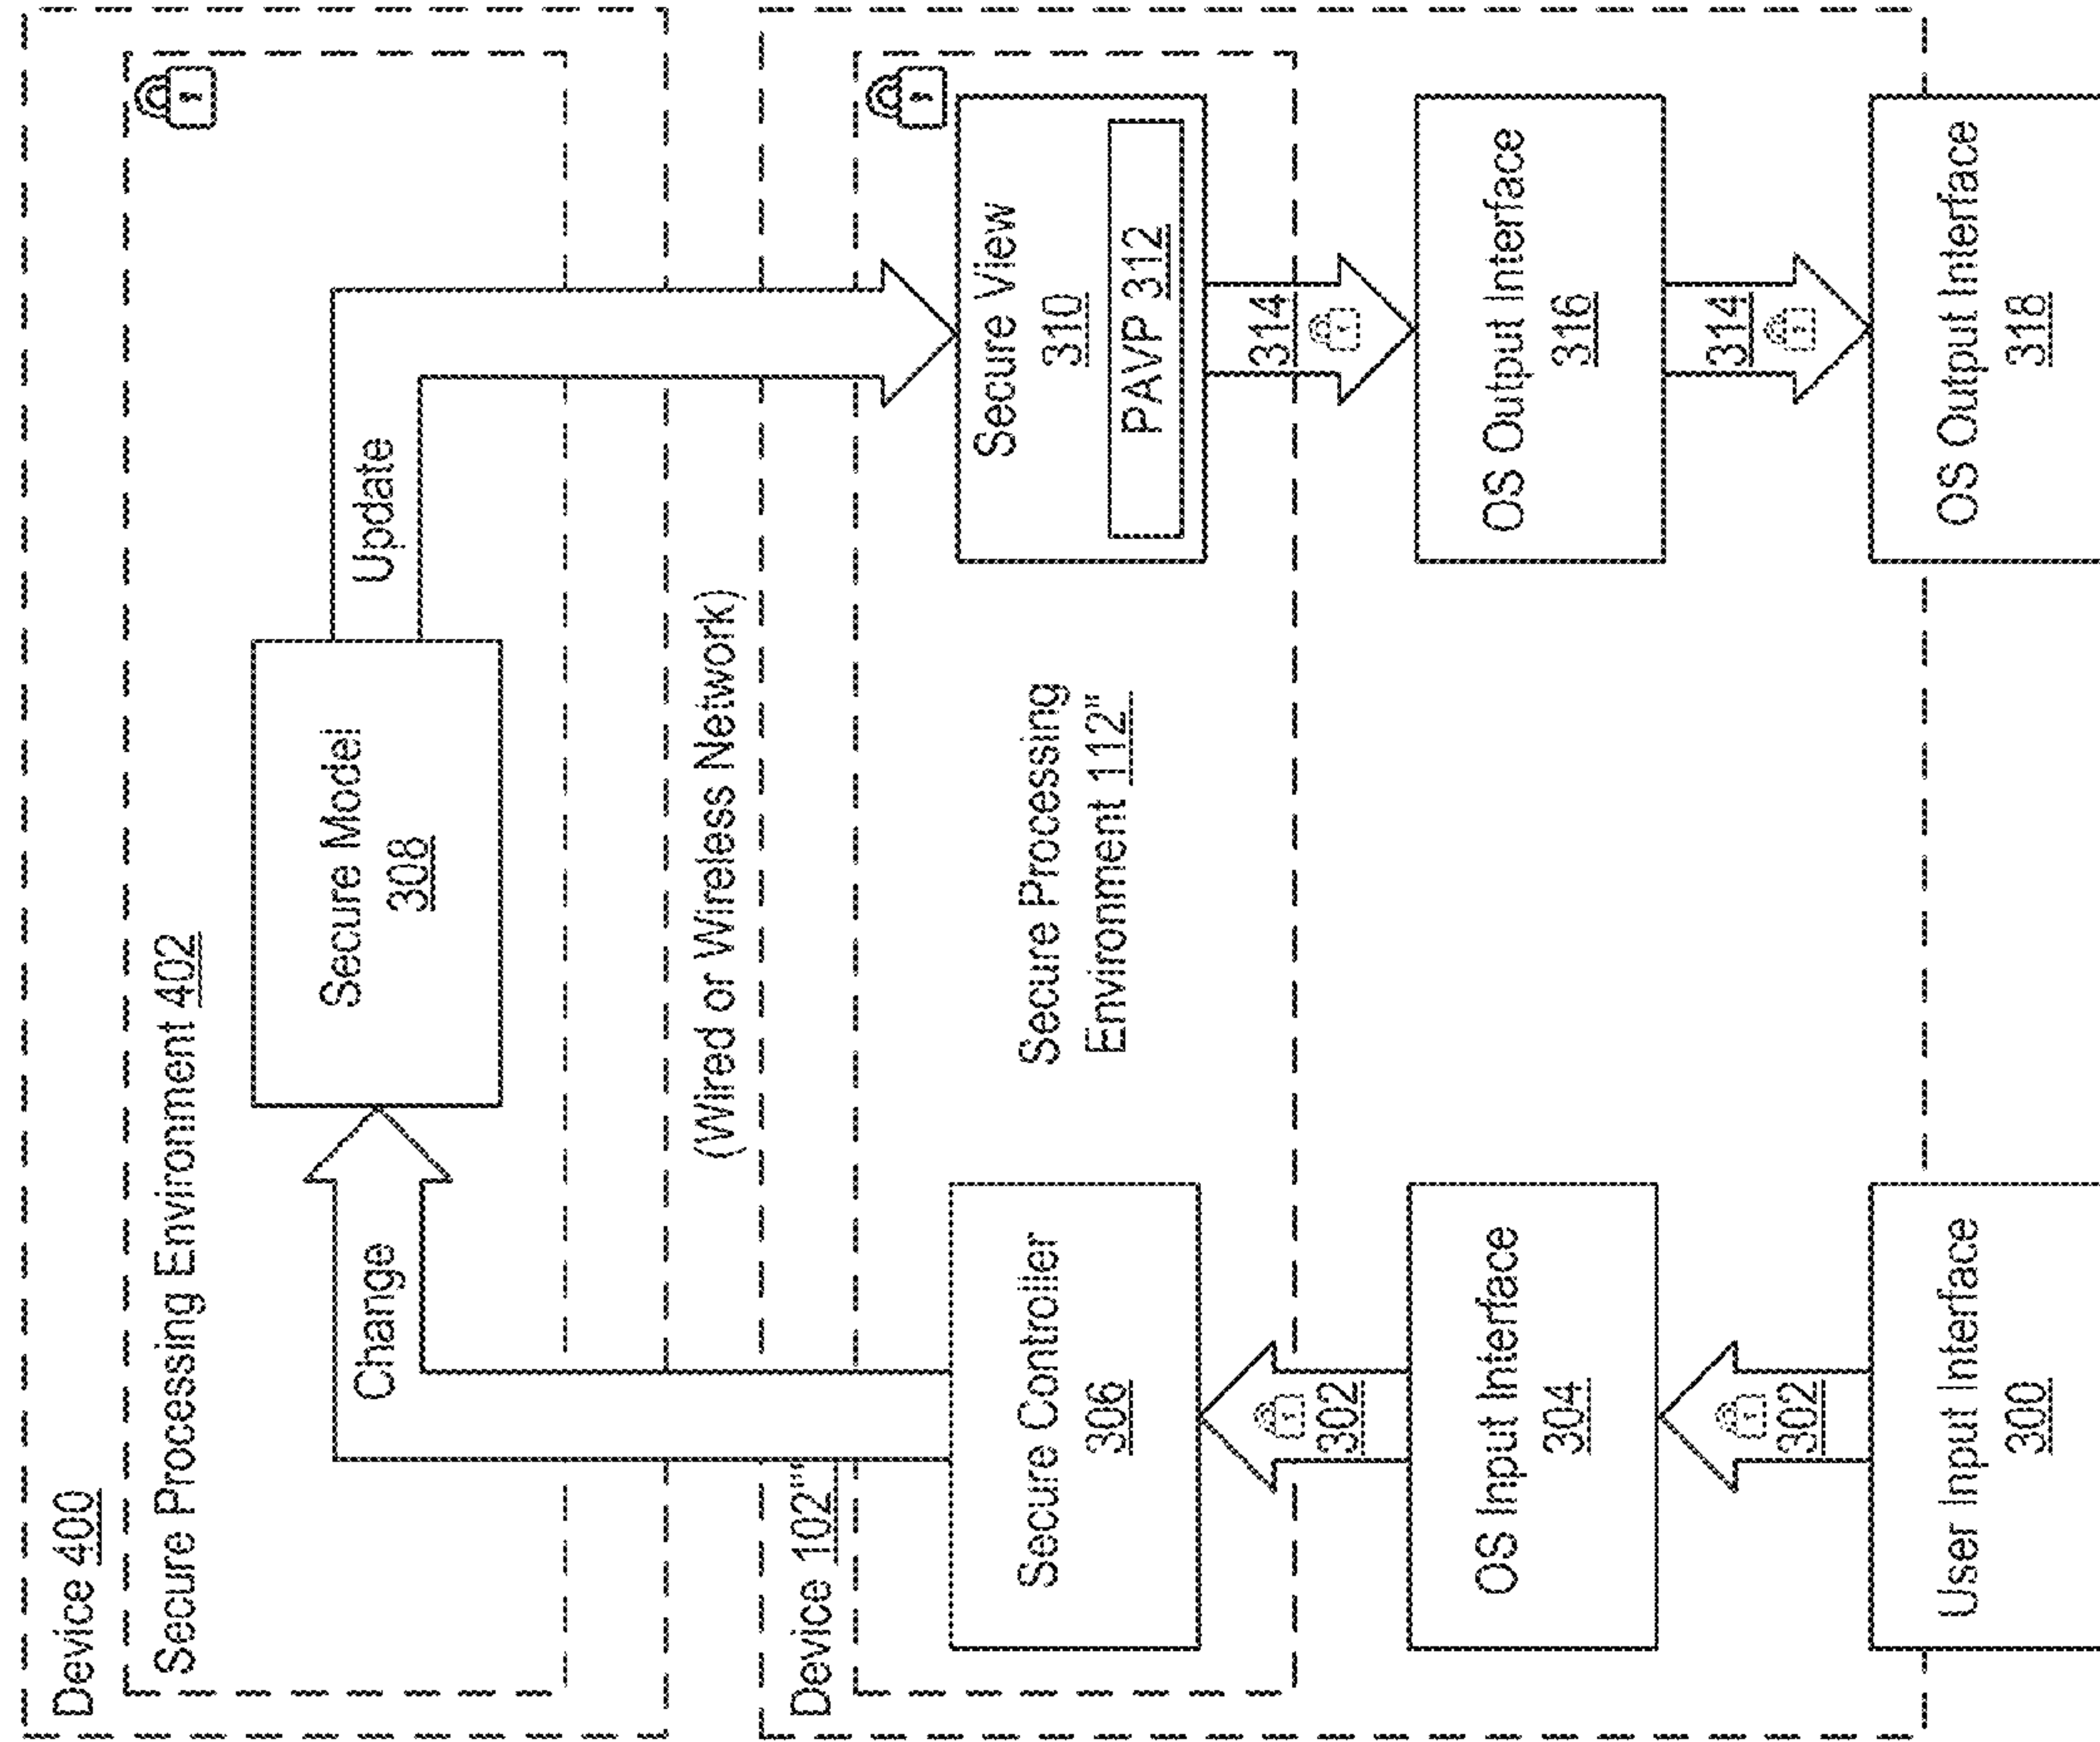 Device 400
Secure Processing Environment 402
Change
Secure Model
308
Update
(Wired or Wireless Network)
Device 102"
Secure Controller
306
Secure Processing
Environment 112"
Secure View
310
PAVP 312
302
314
OS Input Interface
304
OS Output Interface
316
302
314
User Input Interface
300
OS Output Interface
318